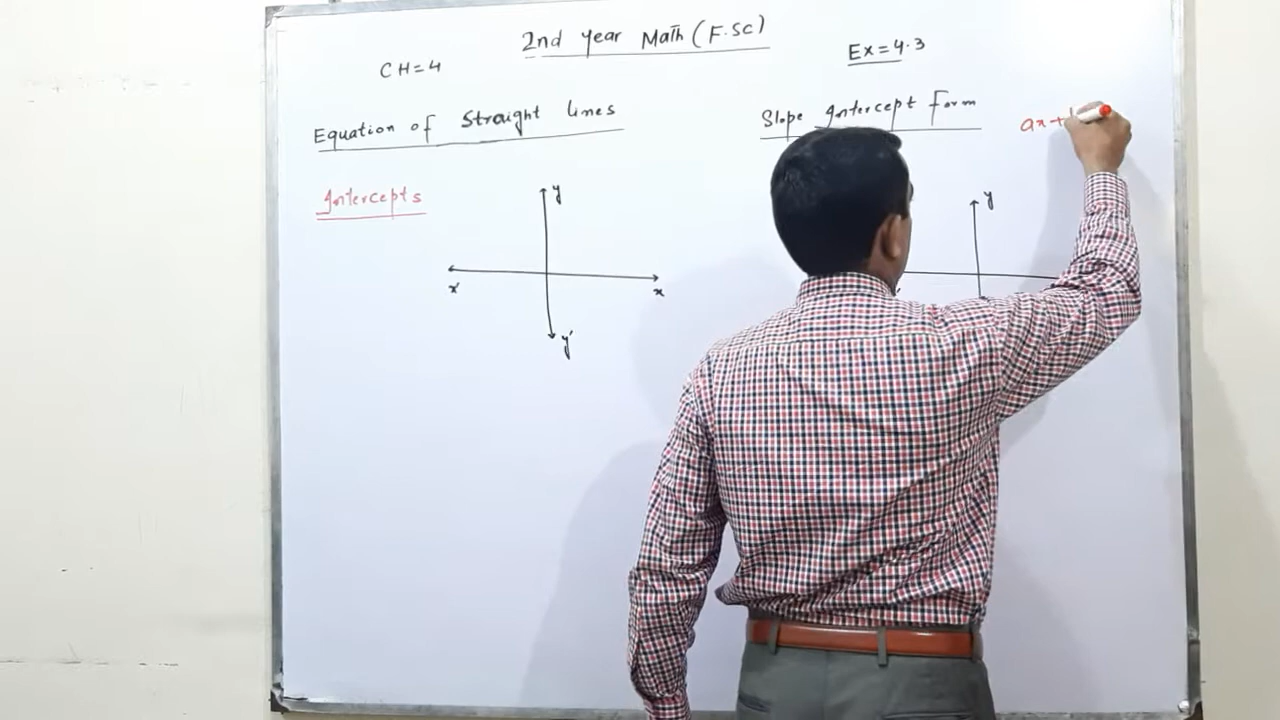 2nd year Math (F.SC)
CH=4
Ex=4.3
Equation of Straight lines
Slope Intercept Form
ax+
Intercepts
y
x'
x
y'
y